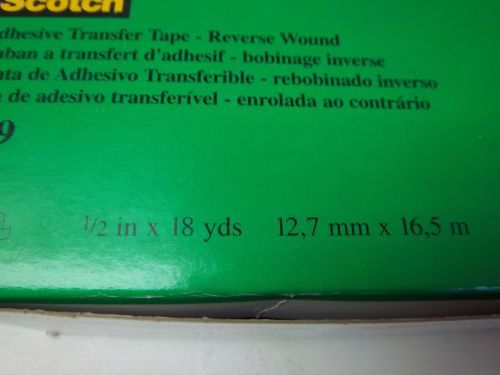 Scotch
dhesive Transfer Tape - Reverse Wound
uban a transfert d'adhesif - bobinage inverse
nta de Adhesivo Transferible - rebobinado inverso
a de adesivo transferível - enrolada ao contrário
9
1/2 in x 18 yds 12,7 mm x 16,5 m